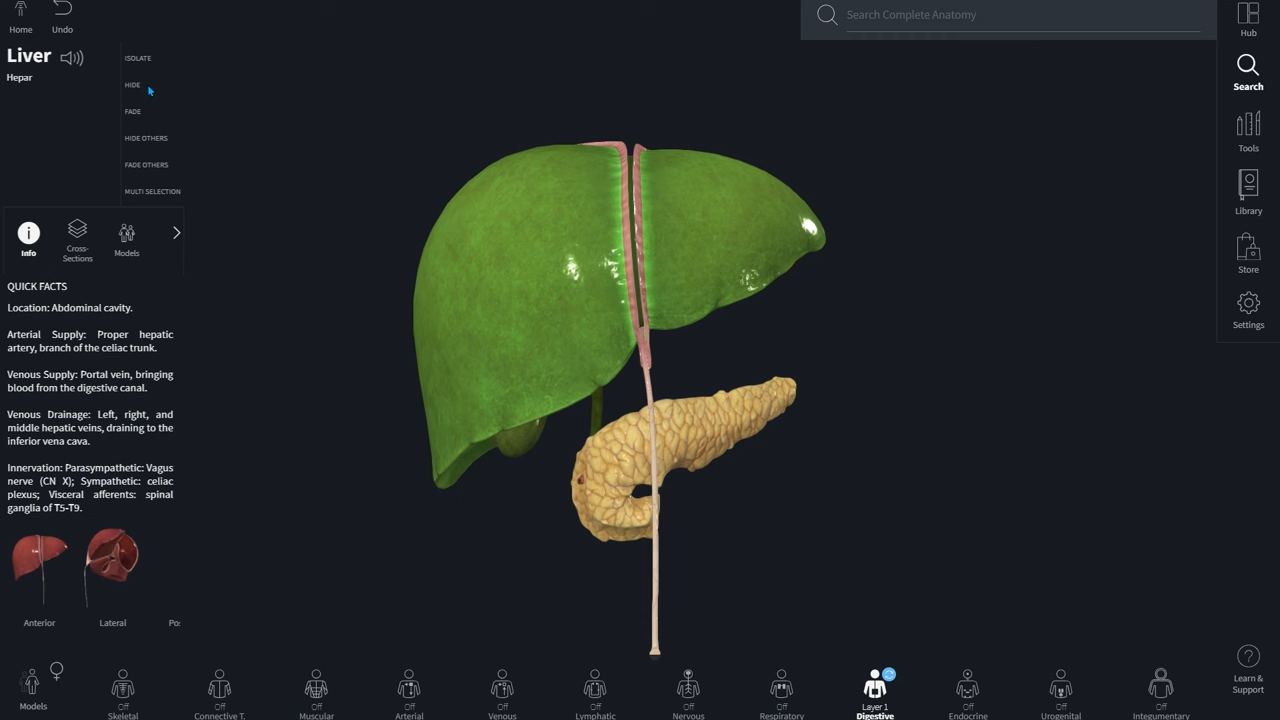 Home
Undo
Search Complete Anatomy
Hub
Liver
Hepar
ISOLATE
HIDE
FADE
HIDE OTHERS
FADE OTHERS
MULTI SELECTION
Search
Tools
Library
Store
Settings
Info
Cross-
Sections
Models
QUICK FACTS
Location: Abdominal cavity.
Arterial Supply: Proper hepatic
artery, branch of the celiac trunk.
Venous Supply: Portal vein, bringing
blood from the digestive canal.
Venous Drainage: Left, right, and
middle hepatic veins, draining to the
inferior vena cava.
Innervation: Parasympathetic: Vagus
nerve (CN X); Sympathetic: celiac
plexus; Visceral afferents: spinal
ganglia of T5-T9.
Anterior
Lateral
Po
Models
Off
Skeletal
Off
Connective T.
Off
Muscular
Off
Arterial
Off
Venous
Off
Lymphatic
Off
Nervous
Off
Respiratory
Layer 1
Digestive
Off
Endocrine
Off
Urogenital
Off
Integumentary
Learn &
Support